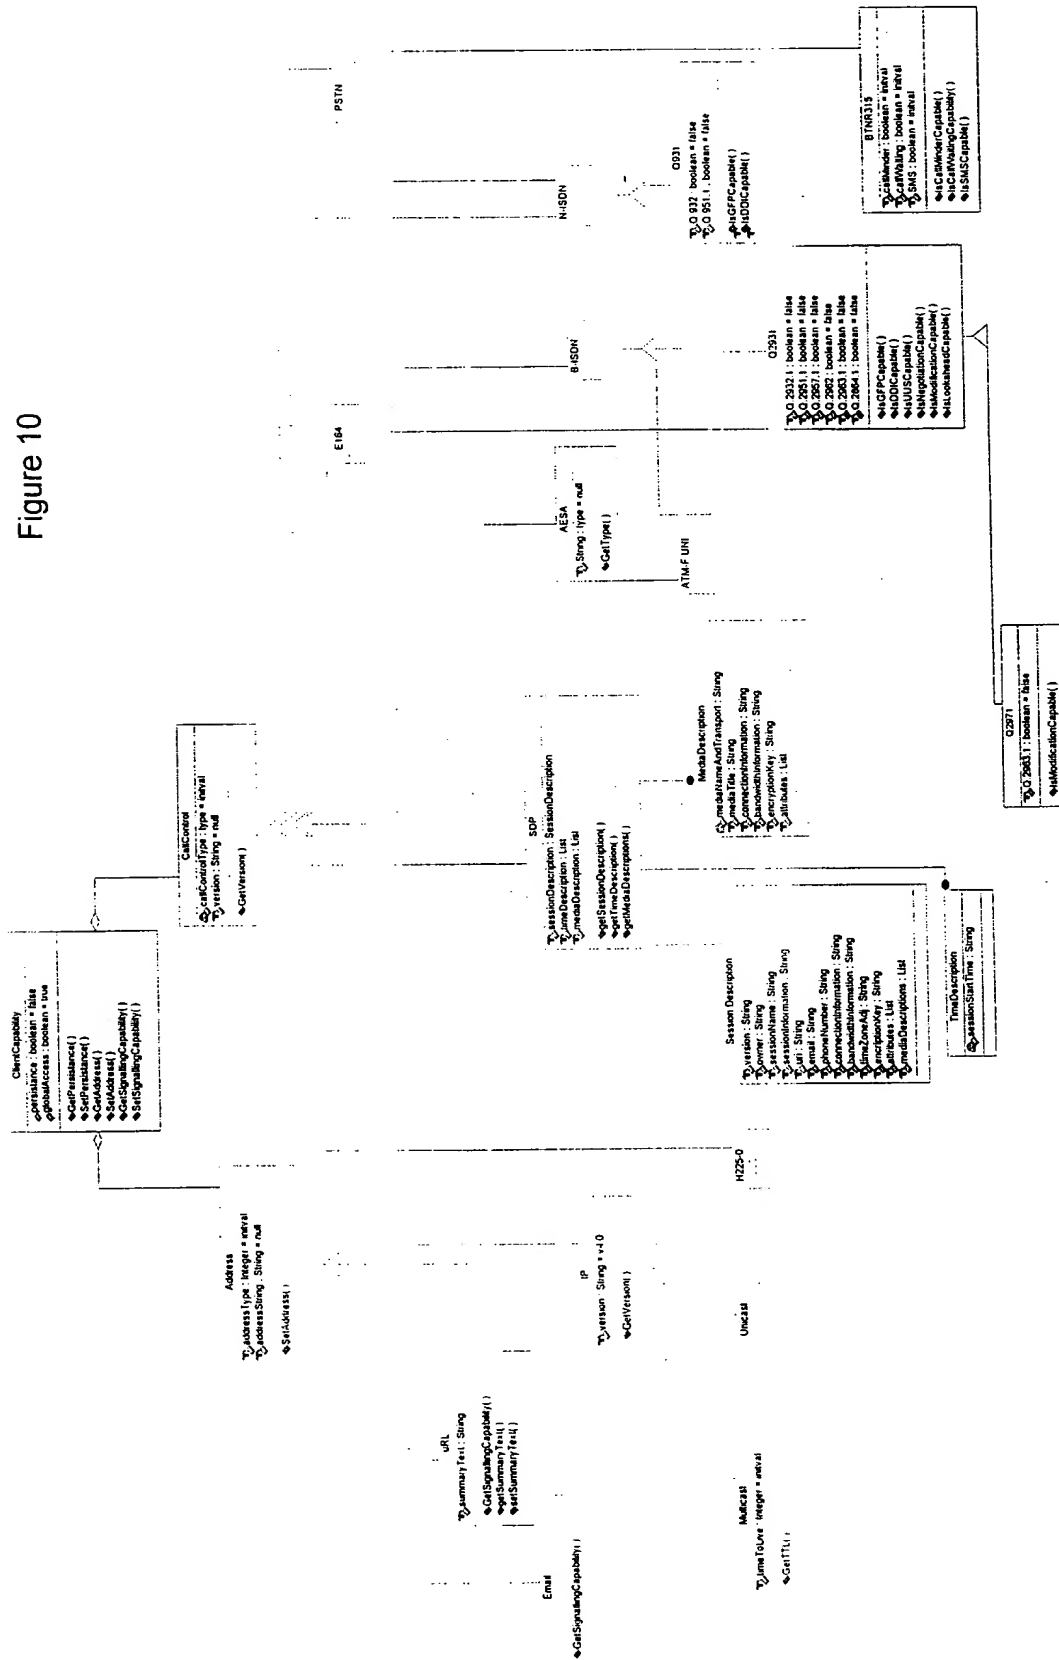 Figure 10
ClientCapability
persistance : boolean = false
globalAccess : boolean = true
GetPersistance( )
SetPersistance( )
GetAddress( )
SetAddress( )
GetSignallingCapability( )
SetSignallingCapability( )
CallControl
callControlType : type = initval
version : String = null
GetVersion( )
Address
addressType : Integer = initval
addressString : String = null
SetAddress( )
PSTN
E164
N-ISDN
B-ISDN
AESA
String : type = null
GetType( )
ATM-F UNI
uRL
summaryText : String
GetSignallingCapability( )
getSummaryText( )
setSummaryText( )
Email
GetSignallingCapability( )
IP
version : String = v4.0
GetVersion( )
Multicast
timeToLive : Integer = initval
GetTTL( )
Unicast
H225-0
SDP
sessionDescription : SessionDescription
timeDescription : List
mediaDescription : List
getSessionDescription( )
getTimeDescription( )
getMediaDescriptions( )
MediaDescription
mediaNameAndTransport : String
mediaTitle : String
connectionInformation : String
bandwidthInformation : String
encryptionKey : String
attributes : List
Session Description
version : String
owner : String
sessionName : String
sessionInformation : String
uri : String
email : String
phoneNumber : String
connectionInformation : String
bandwidthInformation : String
timeZoneAdj : String
encriptionKey : String
attributes : List
mediaDescriptions : List
TimeDescription
sessionStartTime : String
Q931
Q.932 : boolean = false
Q.951.1 : boolean = false
IsGFPCapable( )
IsDDICapable( )
Q2931
Q.2932.1 : boolean = false
Q.2951.1 : boolean = false
Q.2957.1 : boolean = false
Q.2962 : boolean = false
Q.2963.1 : boolean = false
Q.2964.1 : boolean = false
IsGFPCapable( )
IsDDICapable( )
IsUUSCapable( )
IsNegotiationCapable( )
IsModificationCapable( )
IsLookaheadCapable( )
BTNR315
callMinder : boolean = initval
callWaiting : boolean = initval
SMS : boolean = initval
IsCallMinderCapable( )
IsCallWaitingCapability( )
IsSMSCapable( )
Q2971
Q.2963.1 : boolean = false
IsModificationCapable( )